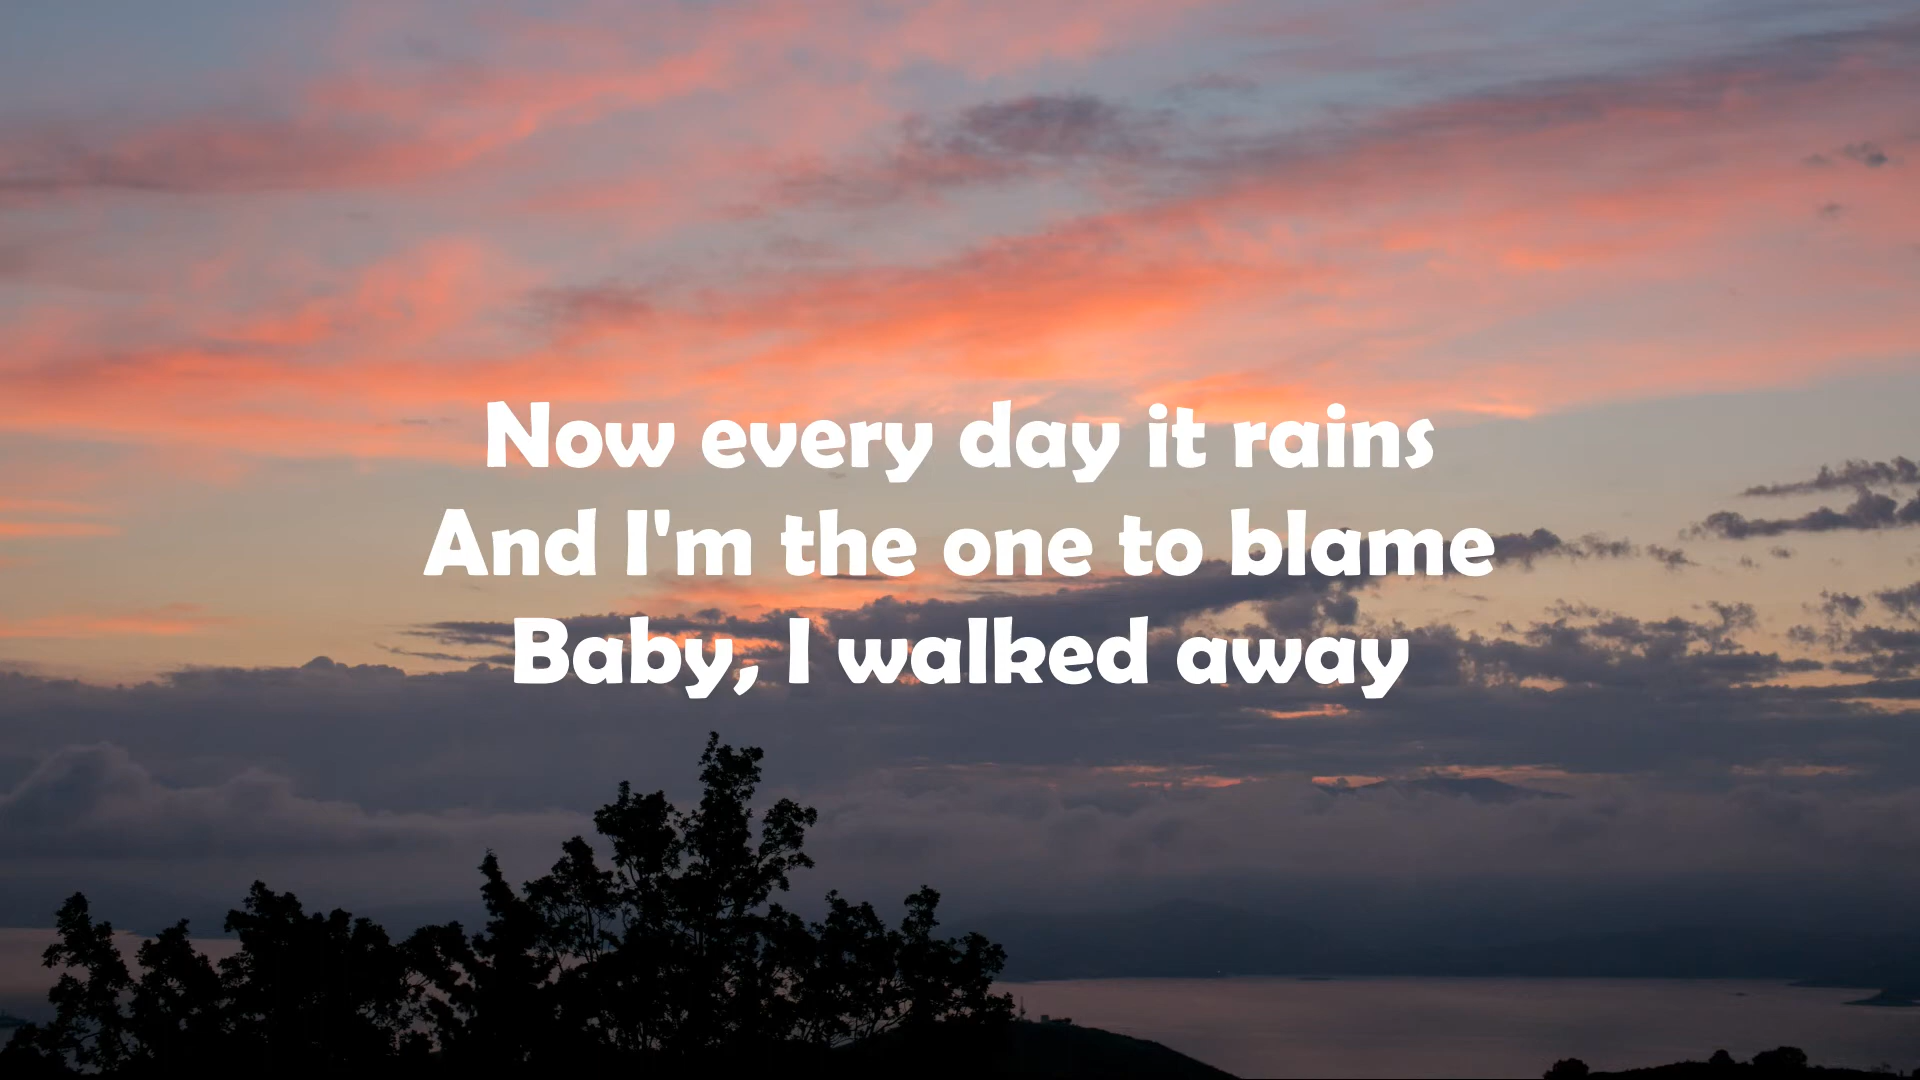 Now every day it rains
And I'm the one to blame
Baby, I walked away